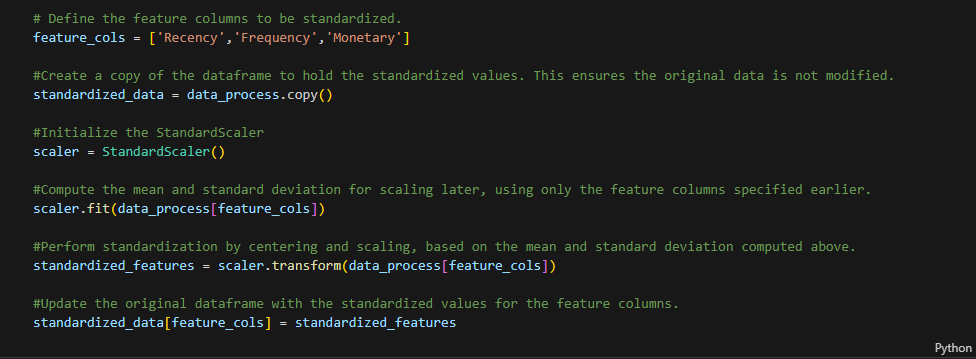 # Define the feature columns to be standardized.
feature_cols = ['Recency','Frequency','Monetary']
#Create a copy of the dataframe to hold the standardized values. This ensures the original data is not modified.
standardized_data = data_process.copy()
#Initialize the StandardScaler
scaler = StandardScaler()
#Compute the mean and standard deviation for scaling later, using only the feature columns specified earlier.
scaler.fit(data_process[feature_cols])
#Perform standardization by centering and scaling, based on the mean and standard deviation computed above.
standardized_features = scaler.transform(data_process[feature_cols])
#Update the original dataframe with the standardized values for the feature columns.
standardized_data[feature_cols] = standardized_features
Python